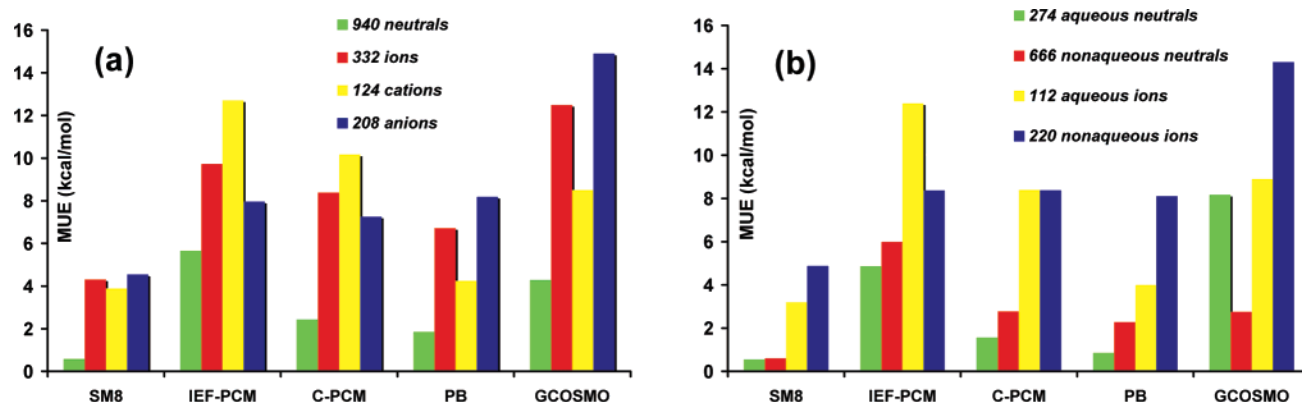 (a)
940 neutrals
332 ions
124 cations
208 anions
MUE (kcal/mol)
16
14
12
10
8
6
4
2
0
SM8 IEF-PCM C-PCM PB GCOSMO
(b)
274 aqueous neutrals
666 nonaqueous neutrals
112 aqueous ions
220 nonaqueous ions
MUE (kcal/mol)
16
14
12
10
8
6
4
2
0
SM8 IEF-PCM C-PCM PB GCOSMO